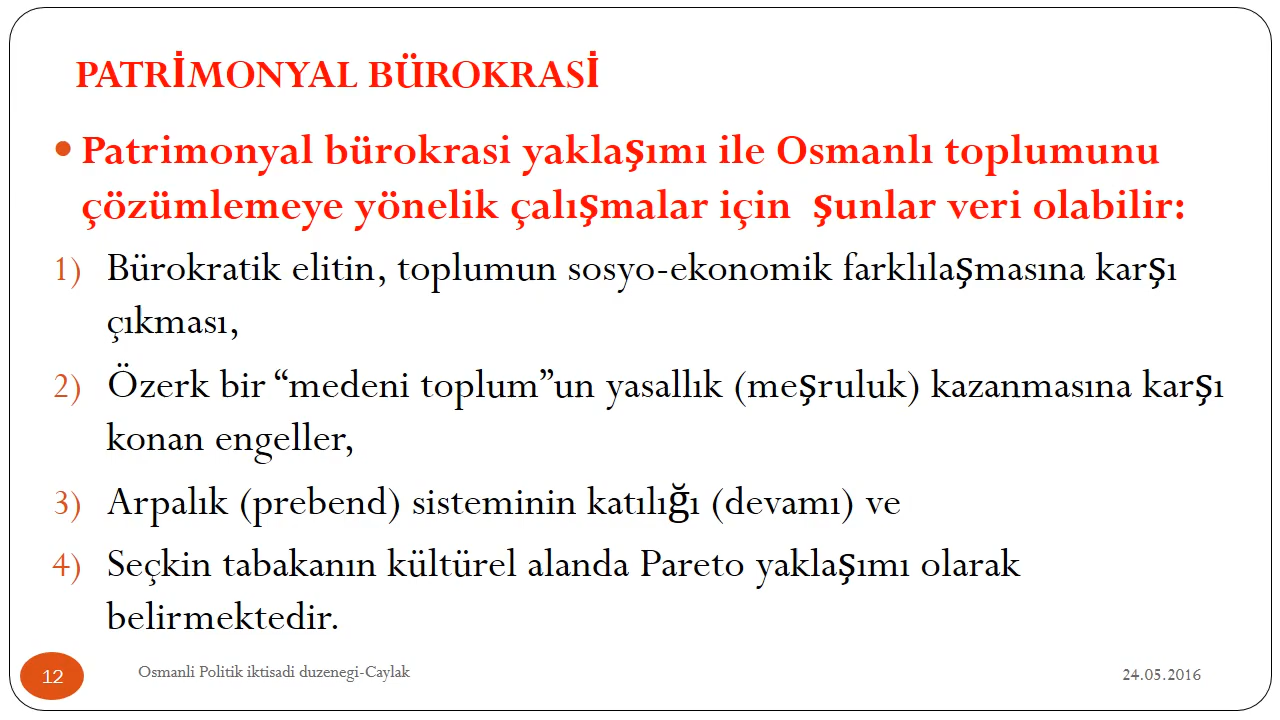 PATRİMONYAL BÜROKRASİ
• Patrimonyal bürokrasi yaklaşımı ile Osmanlı toplumunu
çözümlemeye yönelik çalışmalar için şunlar veri olabilir:
1) Bürokratik elitin, toplumun sosyo-ekonomik farklılaşmasına karşı
çıkması,
2) Özerk bir “medeni toplum”un yasallık (meşruluk) kazanmasına karşı
konan engeller,
3) Arpalık (prebend) sisteminin katılığı (devamı) ve
4) Seçkin tabakanın kültürel alanda Pareto yaklaşımı olarak
belirmektedir.
12 Osmanli Politik iktisadi duzenegi-Caylak 24.05.2016